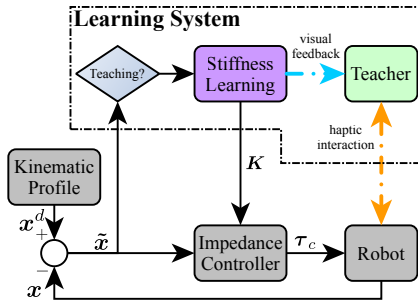 Learning System
visual
feedback
Teaching?
Stiffness
Learning
Teacher
haptic
interaction
Kinematic
Profile
K
x^d
+
x̃
Impedance
Controller
τ_c
Robot
−
x